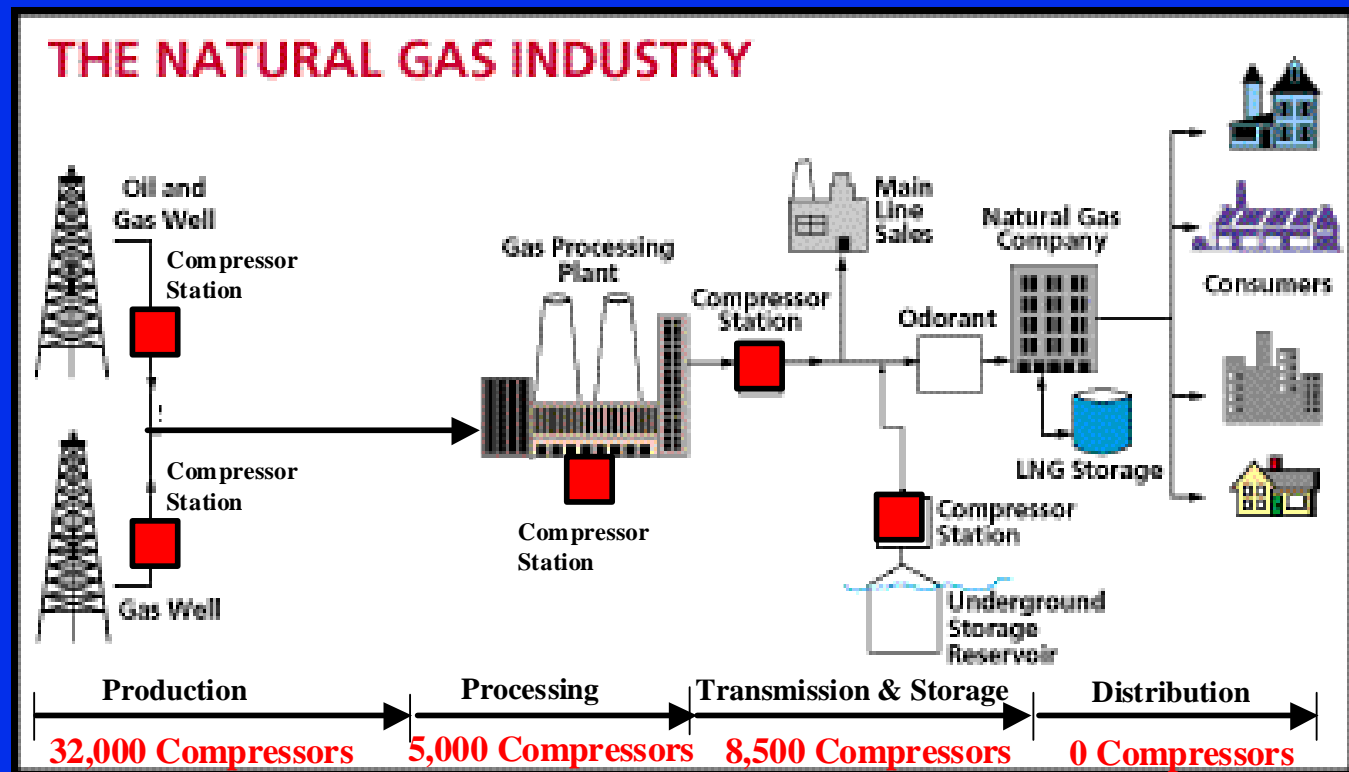 THE NATURAL GAS INDUSTRY
Oil and
Gas Well
Compressor
Station
!
Compressor
Station
Gas Well
Gas Processing
Plant
Compressor
Station
Compressor
Station
Main
Line
Sales
Odorant
Natural Gas
Company
LNG Storage
Compressor
Station
Underground
Storage
Reservoir
Consumers
Production
Processing
Transmission & Storage
Distribution
32,000 Compressors
5,000 Compressors
8,500 Compressors
0 Compressors